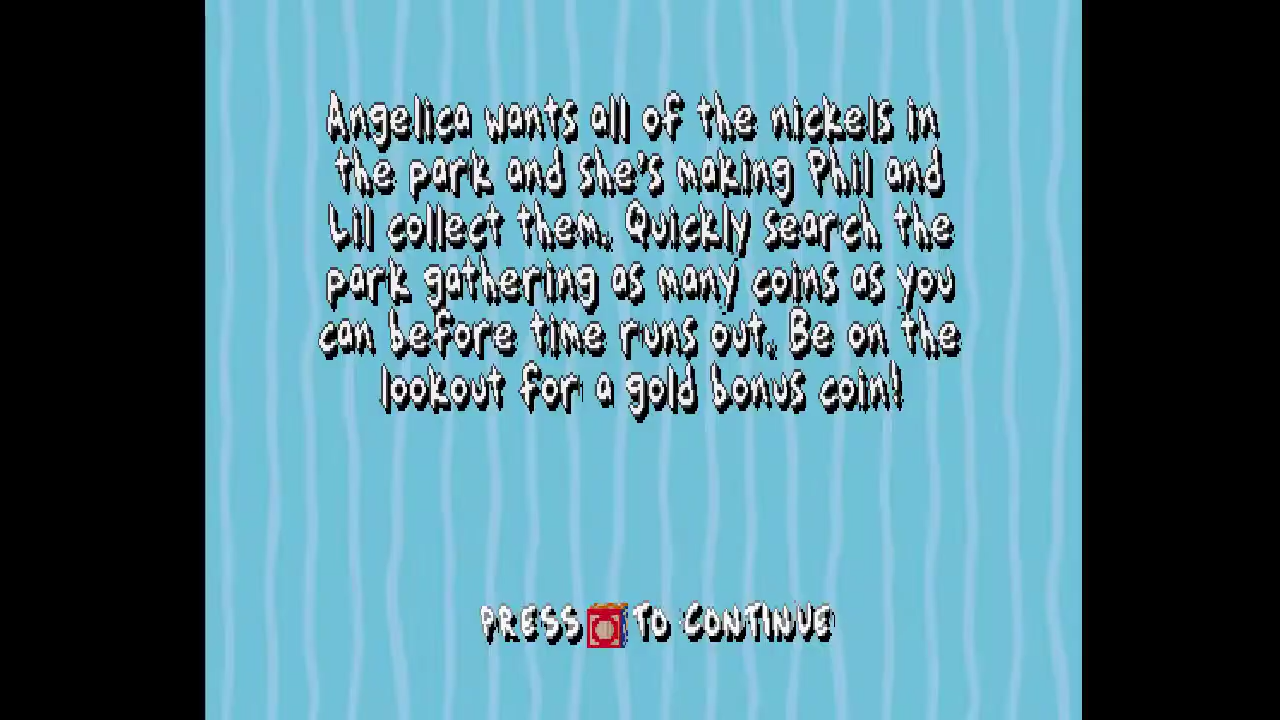 Angelica wants all of the nickels in
the park and she's making Phil and
Lil collect them. Quickly search the
park gathering as many coins as you
can before time runs out. Be on the
lookout for a gold bonus coin!
PRESS TO CONTINUE